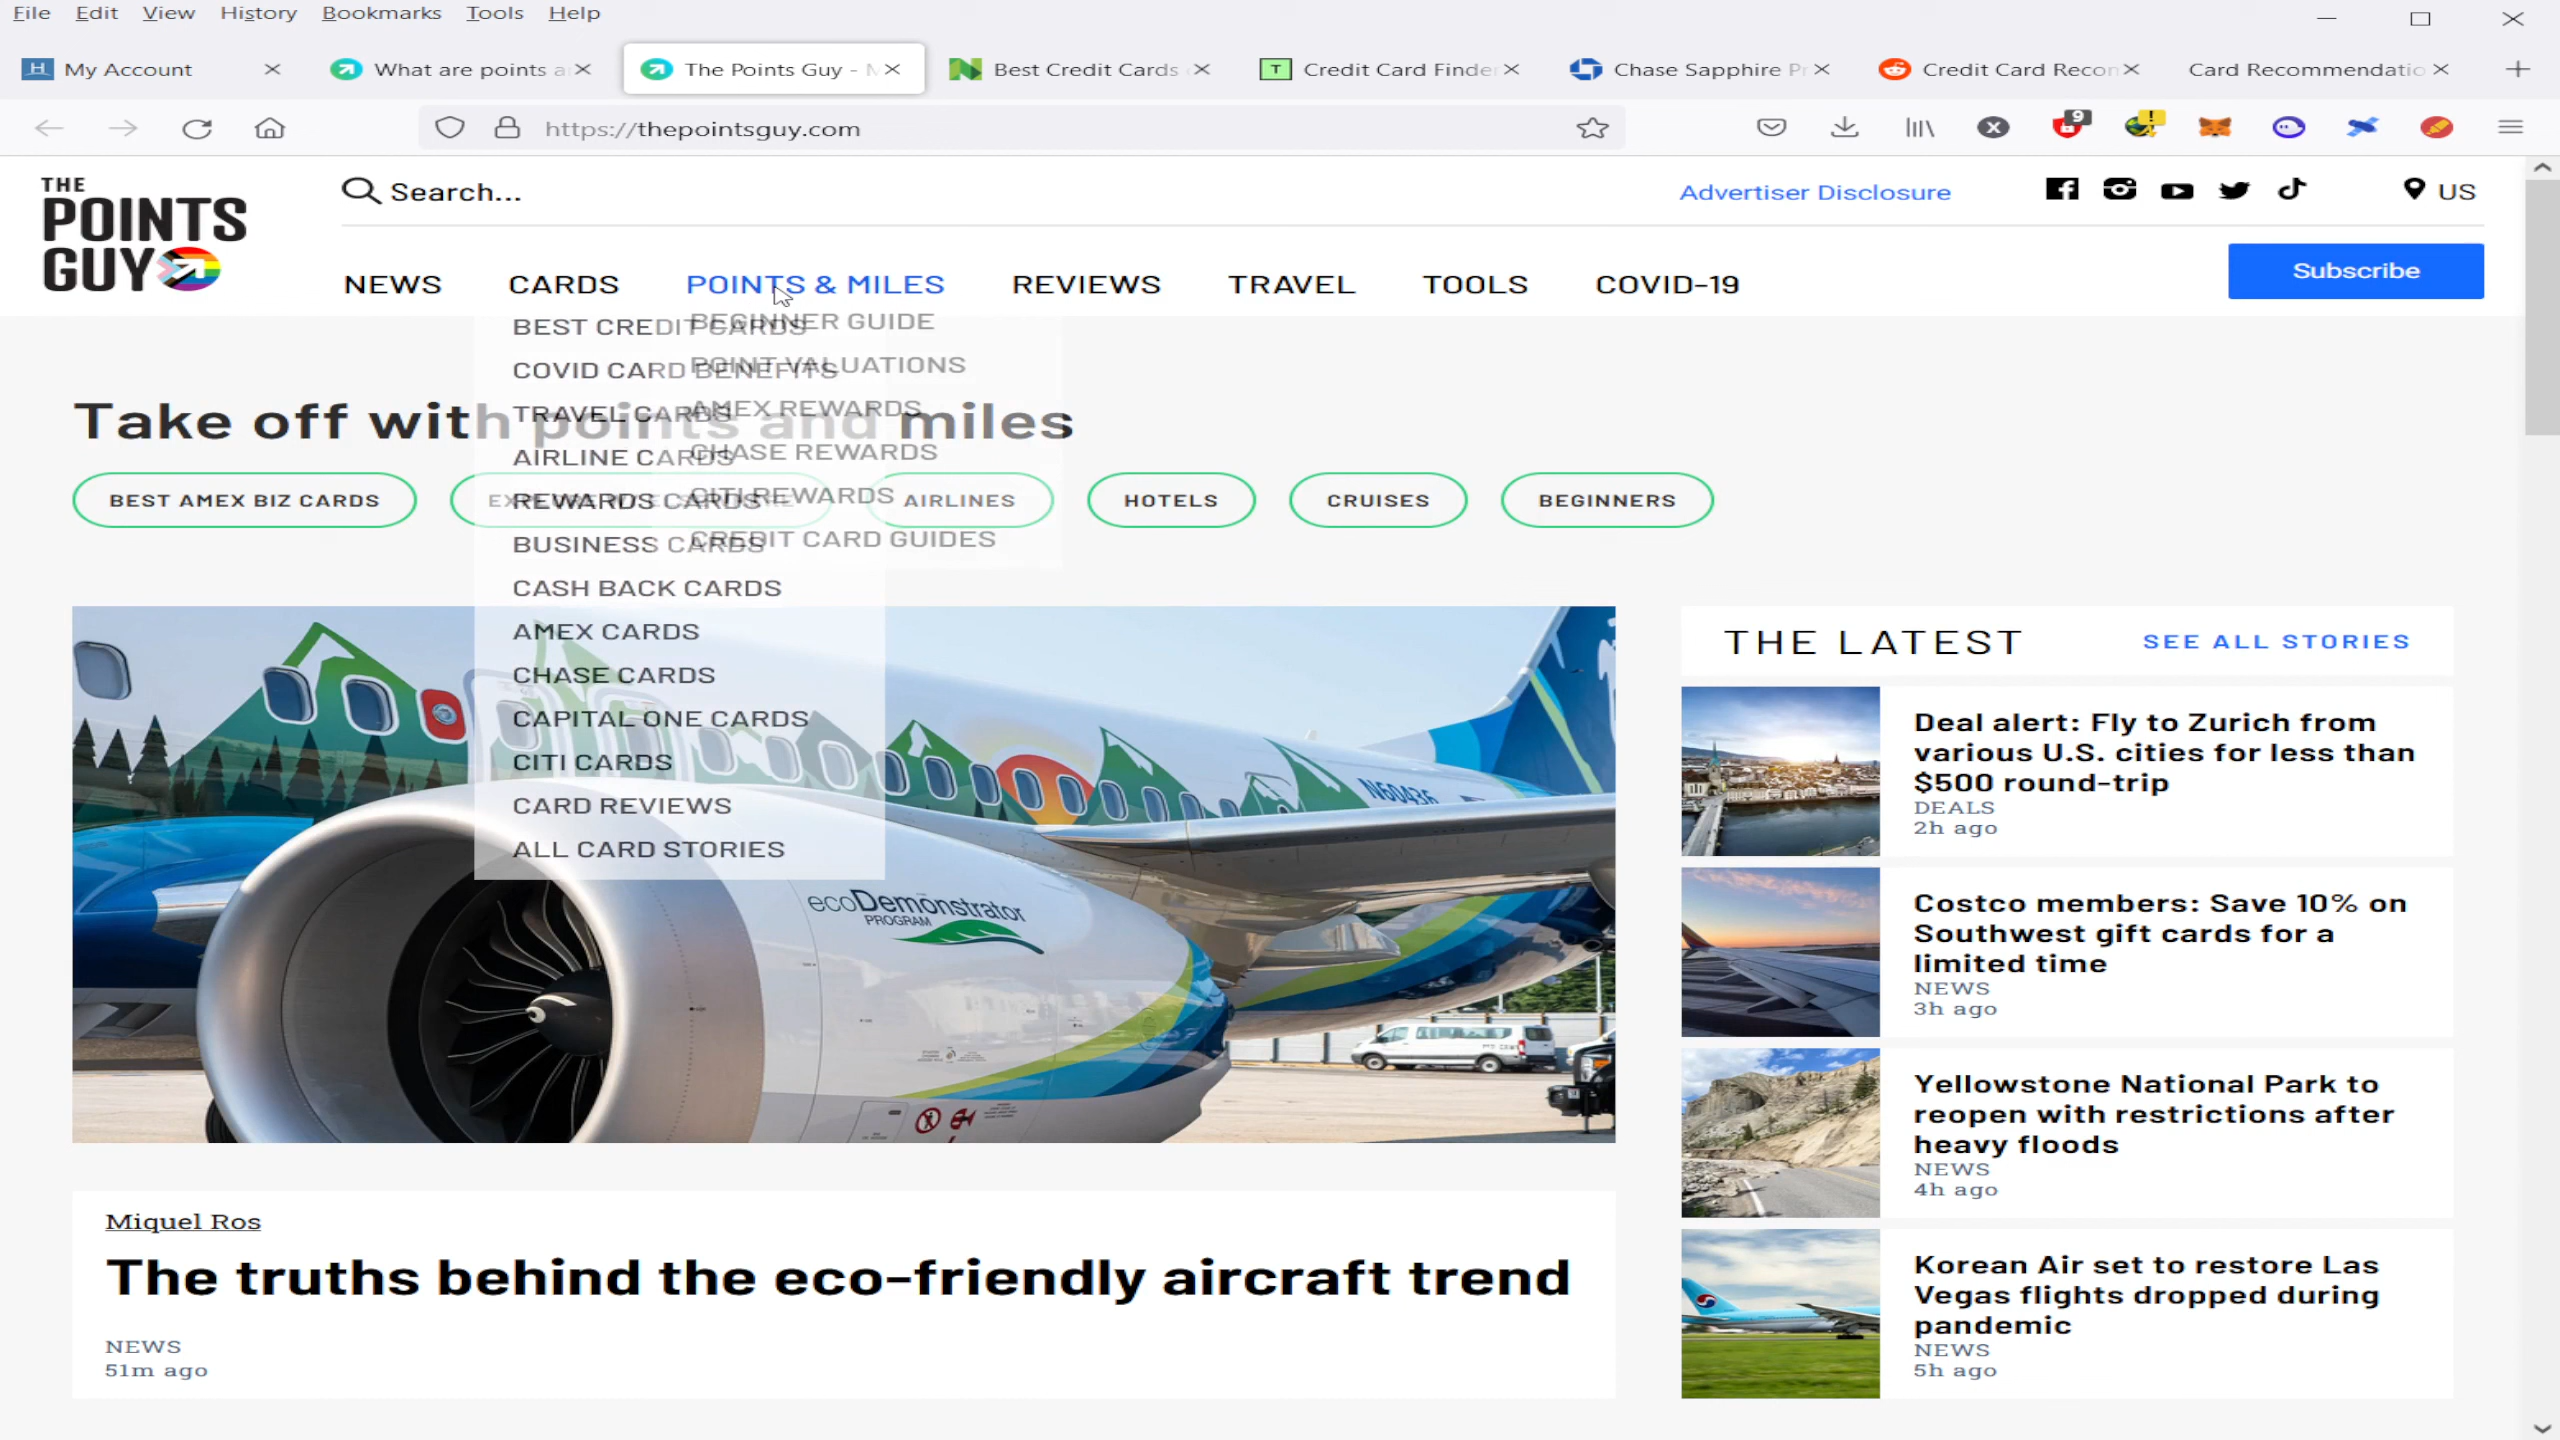 File Edit View History Bookmarks Tools Help
My Account
What are points a
The Points Guy -
Best Credit Cards
Credit Card Finde
Chase Sapphire Pr
Credit Card Recon
Card Recommendatio
https://thepointsguy.com
9
THE
POINTS
GUY
Search...
Advertiser Disclosure
US
NEWS CARDS POINTS & MILES REVIEWS TRAVEL TOOLS COVID-19
Subscribe
BEST CREDIT CARDS
COVID CARD BENEFITS
TRAVEL CARDS
AIRLINE CARDS
REWARDS CARDS
BUSINESS CARDS
CASH BACK CARDS
AMEX CARDS
CHASE CARDS
CAPITAL ONE CARDS
CITI CARDS
CARD REVIEWS
ALL CARD STORIES
BEGINNER GUIDE
POINT VALUATIONS
AMEX REWARDS
CHASE REWARDS
CITI REWARDS
CREDIT CARD GUIDES
Take off with points and miles
BEST AMEX BIZ CARDS
AIRLINES
HOTELS
CRUISES
BEGINNERS
N60436
ecoDemonstrator
PROGRAM
Miquel Ros
The truths behind the eco-friendly aircraft trend
NEWS
51m ago
THE LATEST
SEE ALL STORIES
Deal alert: Fly to Zurich from
various U.S. cities for less than
$500 round-trip
DEALS
2h ago
Costco members: Save 10% on
Southwest gift cards for a
limited time
NEWS
3h ago
Yellowstone National Park to
reopen with restrictions after
heavy floods
NEWS
4h ago
Korean Air set to restore Las
Vegas flights dropped during
pandemic
NEWS
5h ago